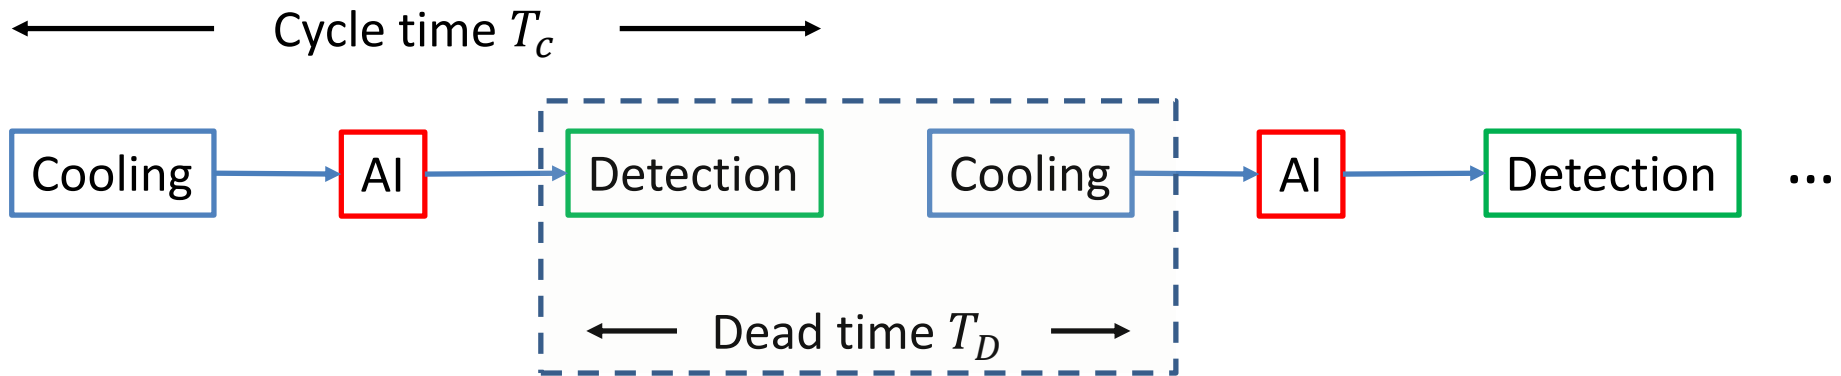 Cycle time T_c
Cooling AI Detection Cooling AI Detection ...
Dead time T_D